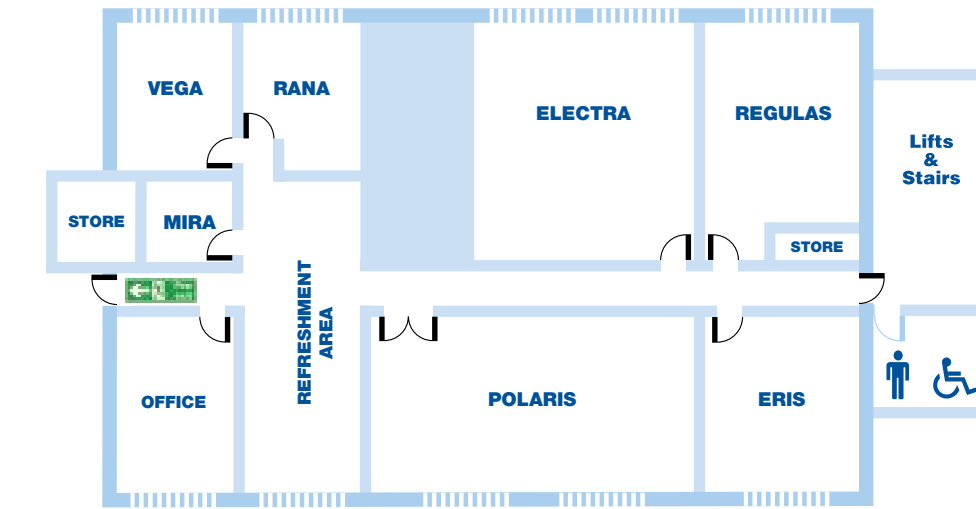 VEGA
RANA
ELECTRA
REGULAS
Lifts
&
Stairs
STORE
MIRA
STORE
REFRESHMENT
AREA
OFFICE
POLARIS
ERIS